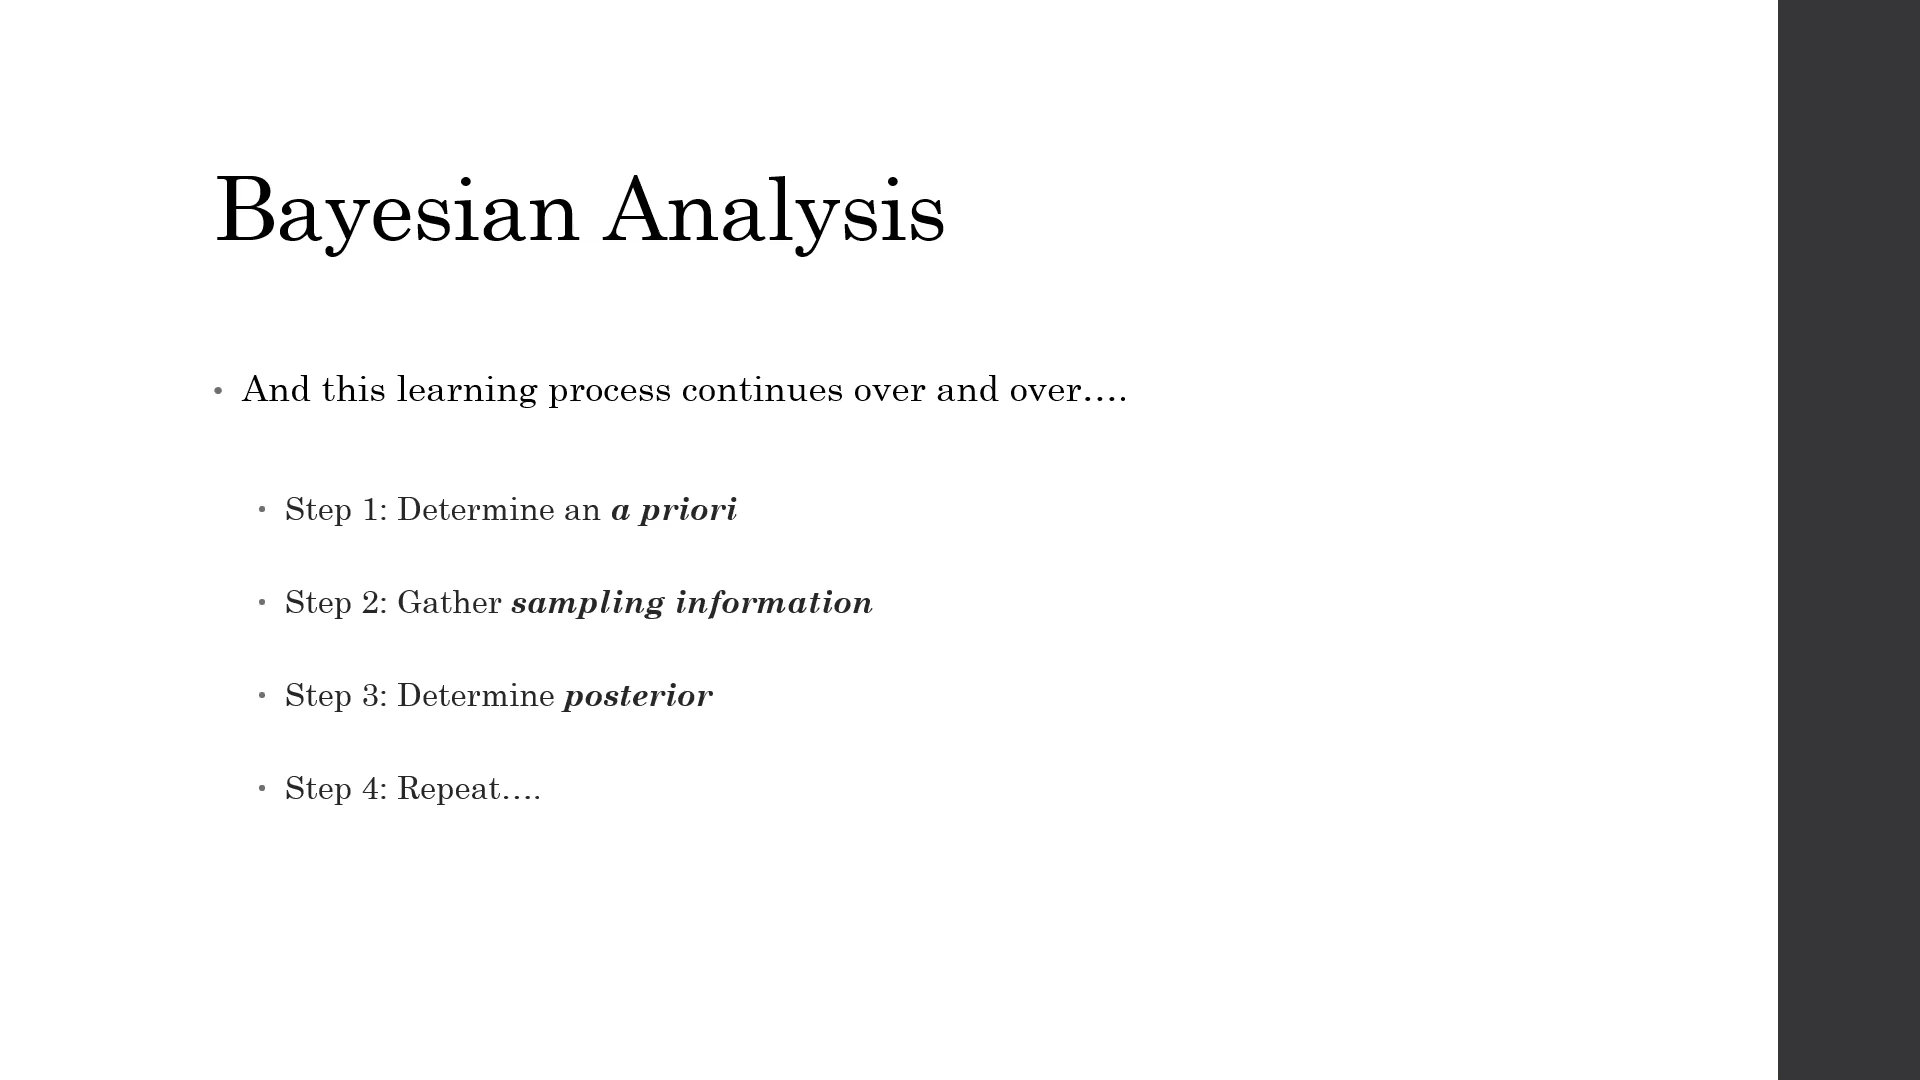 Bayesian Analysis
• And this learning process continues over and over….
• Step 1: Determine an a priori
• Step 2: Gather sampling information
• Step 3: Determine posterior
• Step 4: Repeat….